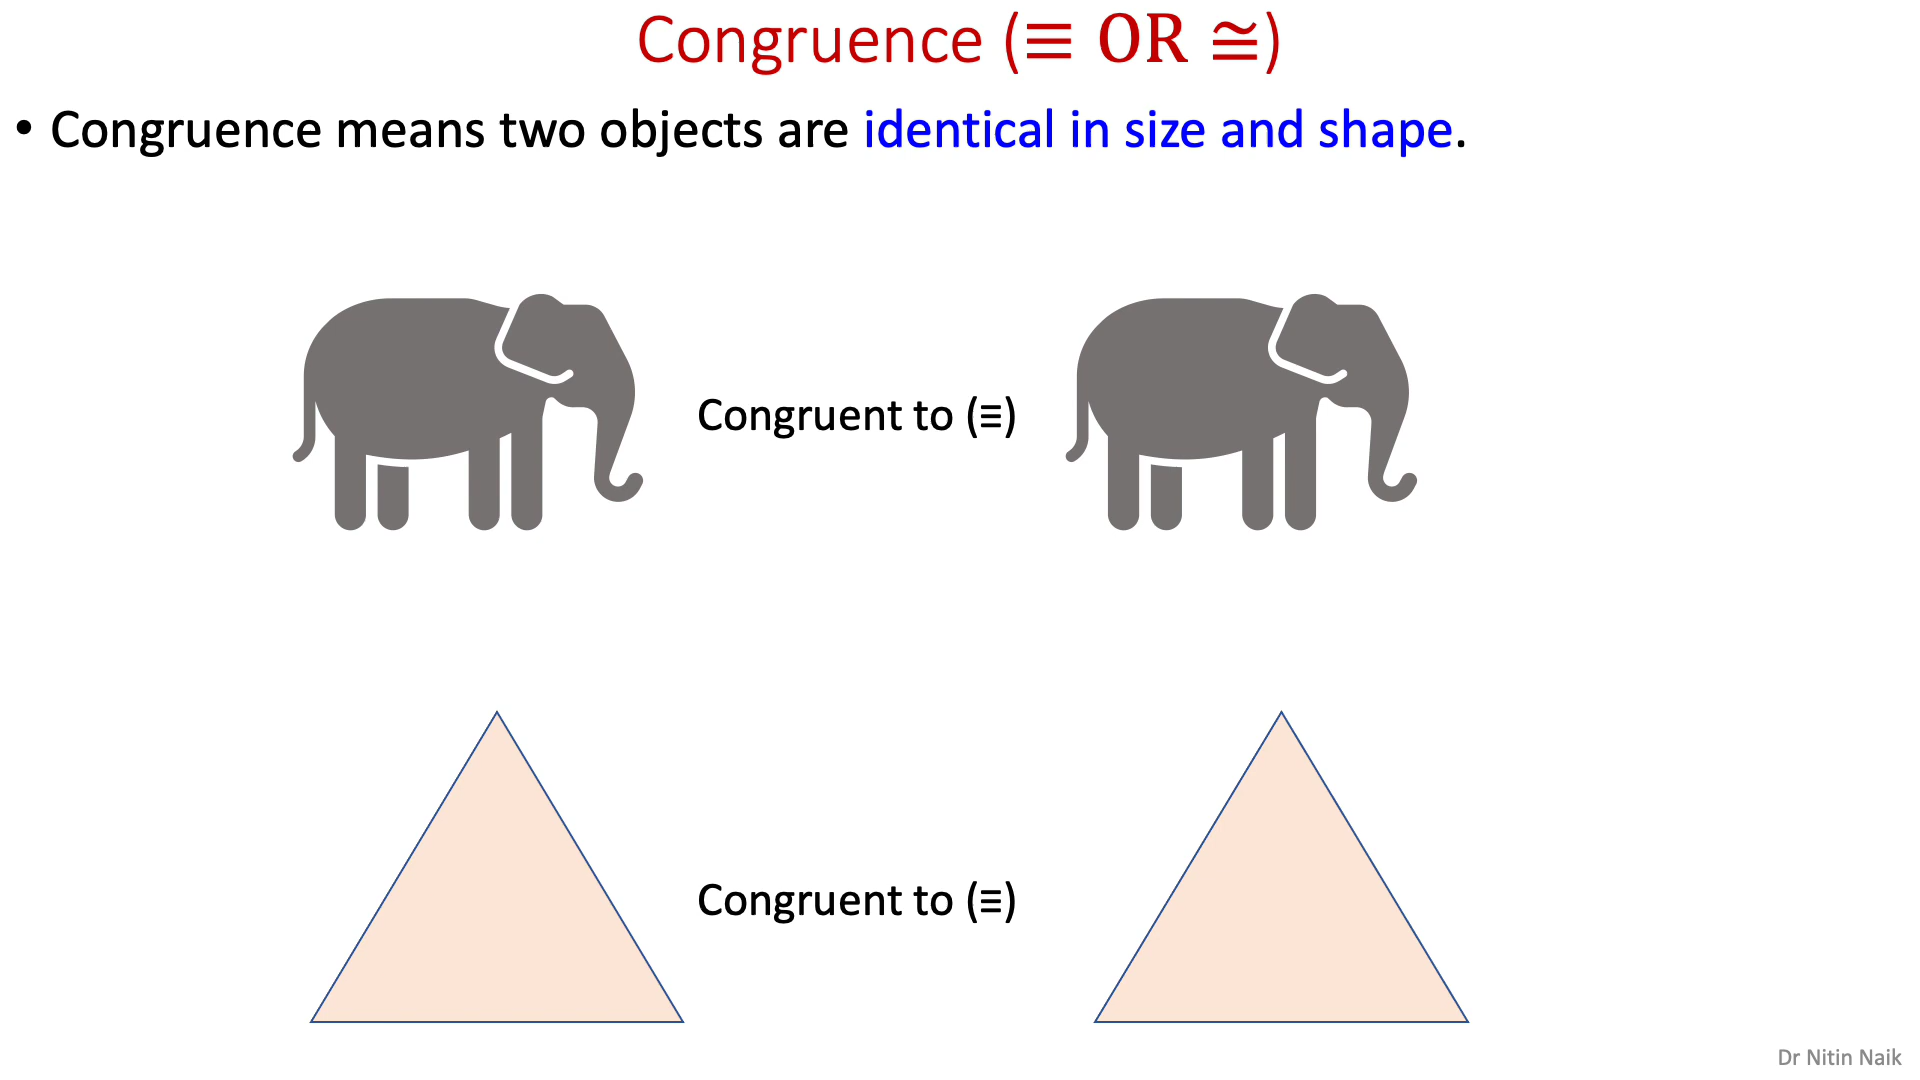 Congruence (≡ OR ≅)
• Congruence means two objects are identical in size and shape.
Congruent to (≡)
Congruent to (≡)
Dr Nitin Naik